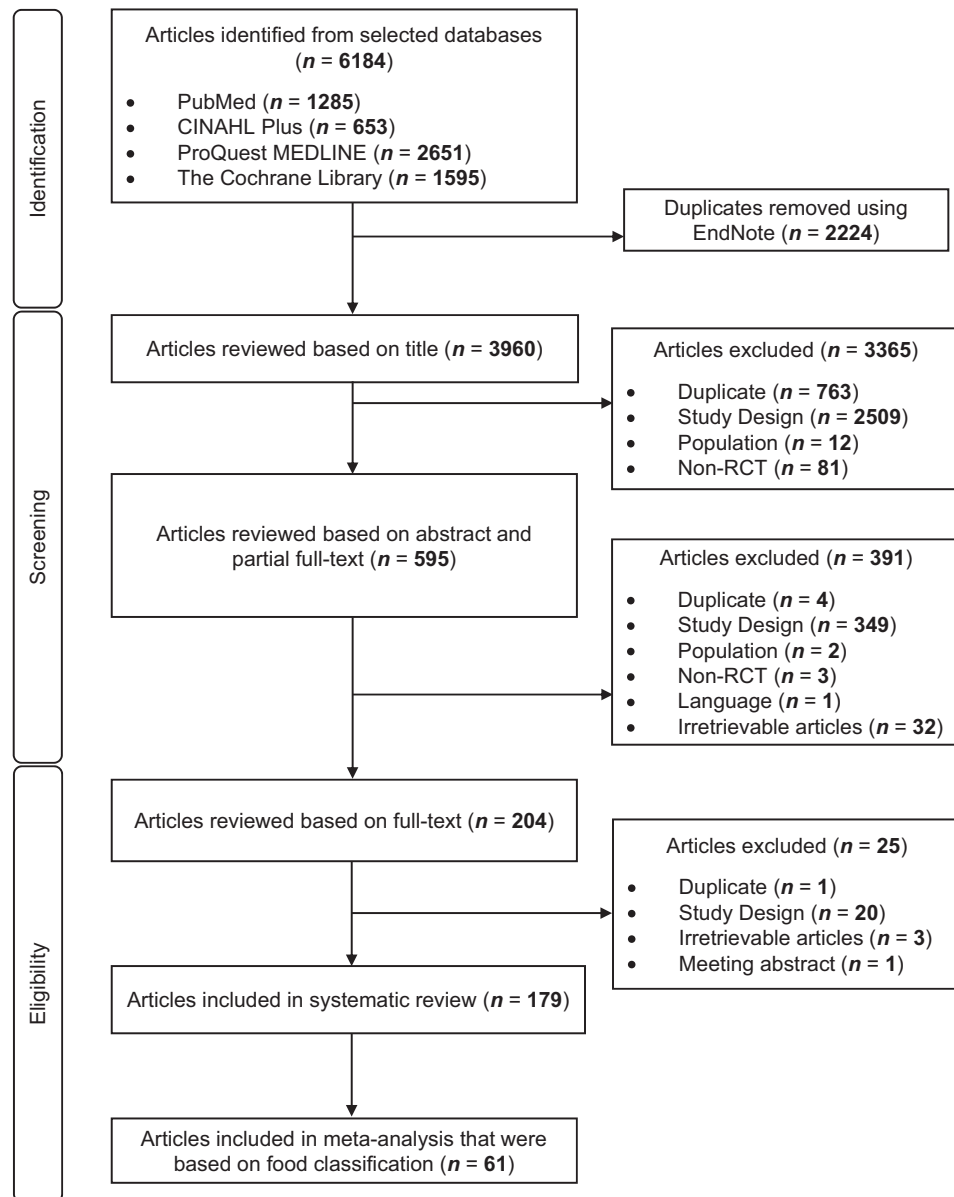 Identification
Articles identified from selected databases
(n = 6184)
• PubMed (n = 1285)
• CINAHL Plus (n = 653)
• ProQuest MEDLINE (n = 2651)
• The Cochrane Library (n = 1595)
Duplicates removed using
EndNote (n = 2224)
Screening
Articles reviewed based on title (n = 3960)
Articles excluded (n = 3365)
• Duplicate (n = 763)
• Study Design (n = 2509)
• Population (n = 12)
• Non-RCT (n = 81)
Articles reviewed based on abstract and
partial full-text (n = 595)
Articles excluded (n = 391)
• Duplicate (n = 4)
• Study Design (n = 349)
• Population (n = 2)
• Non-RCT (n = 3)
• Language (n = 1)
• Irretrievable articles (n = 32)
Eligibility
Articles reviewed based on full-text (n = 204)
Articles excluded (n = 25)
• Duplicate (n = 1)
• Study Design (n = 20)
• Irretrievable articles (n = 3)
• Meeting abstract (n = 1)
Articles included in systematic review (n = 179)
Articles included in meta-analysis that were
based on food classification (n = 61)